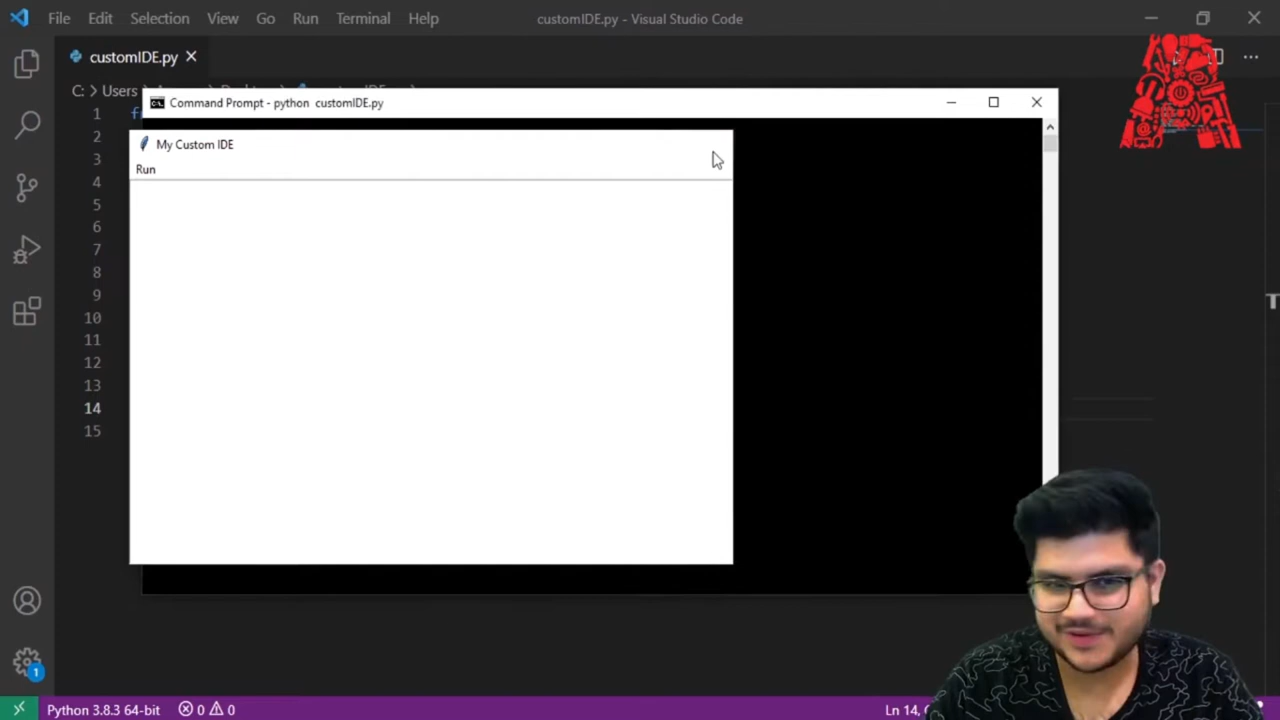 File Edit Selection View Go Run Terminal Help customIDE.py - Visual Studio Code
customIDE.py
C: > Users
Command Prompt - python customIDE.py
My Custom IDE
Run
1
2
3
4
5
6
7
8
9
10
11
12
13
14
15
1
Python 3.8.3 64-bit 0 0 Ln 14,